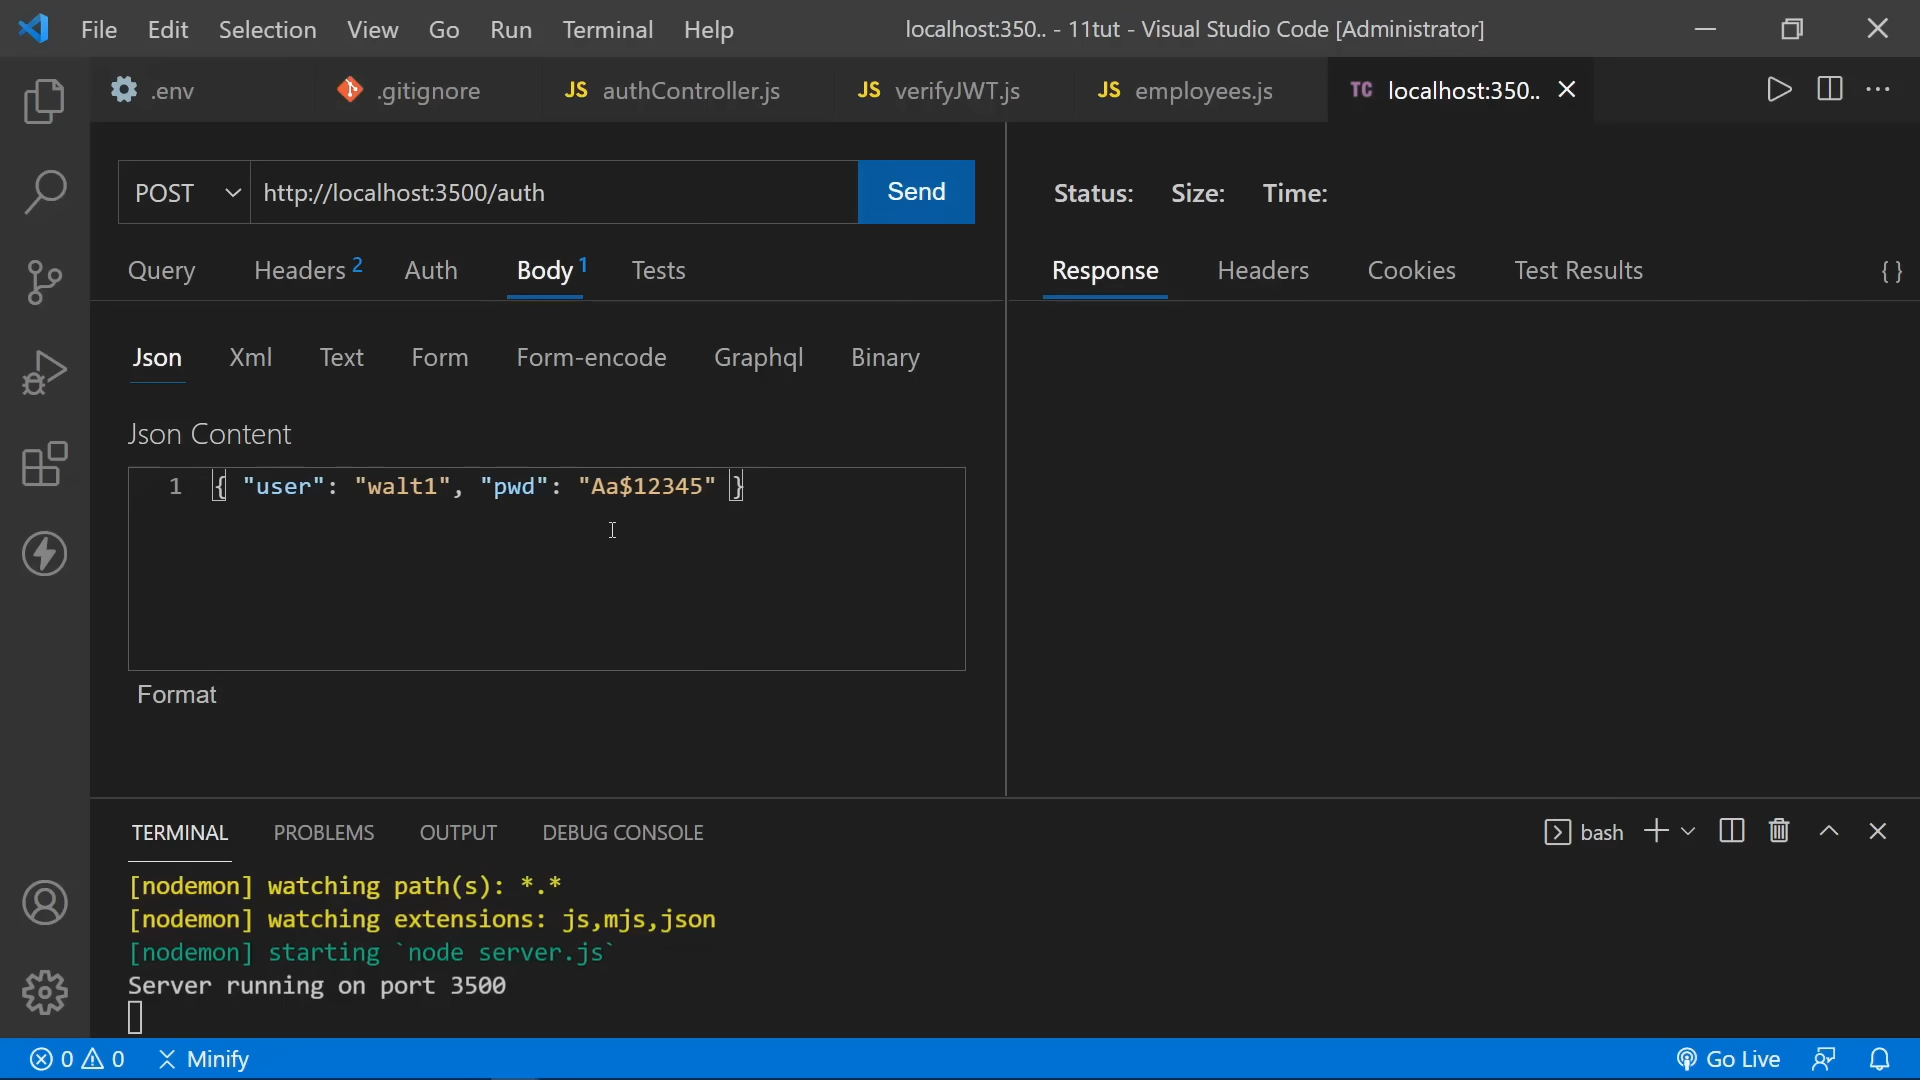 File Edit Selection View Go Run Terminal Help localhost:350.. - 11tut - Visual Studio Code [Administrator]
.env .gitignore JS authController.js JS verifyJWT.js JS employees.js TC localhost:350..
POST http://localhost:3500/auth Send Status: Size: Time:
Query Headers 2 Auth Body 1 Tests Response Headers Cookies Test Results { }
Json Xml Text Form Form-encode Graphql Binary
Json Content
1 { "user": "walt1", "pwd": "Aa$12345" }
Format
TERMINAL PROBLEMS OUTPUT DEBUG CONSOLE bash
[nodemon] watching path(s): *.*
[nodemon] watching extensions: js,mjs,json
[nodemon] starting `node server.js`
Server running on port 3500
0 0 Minify Go Live